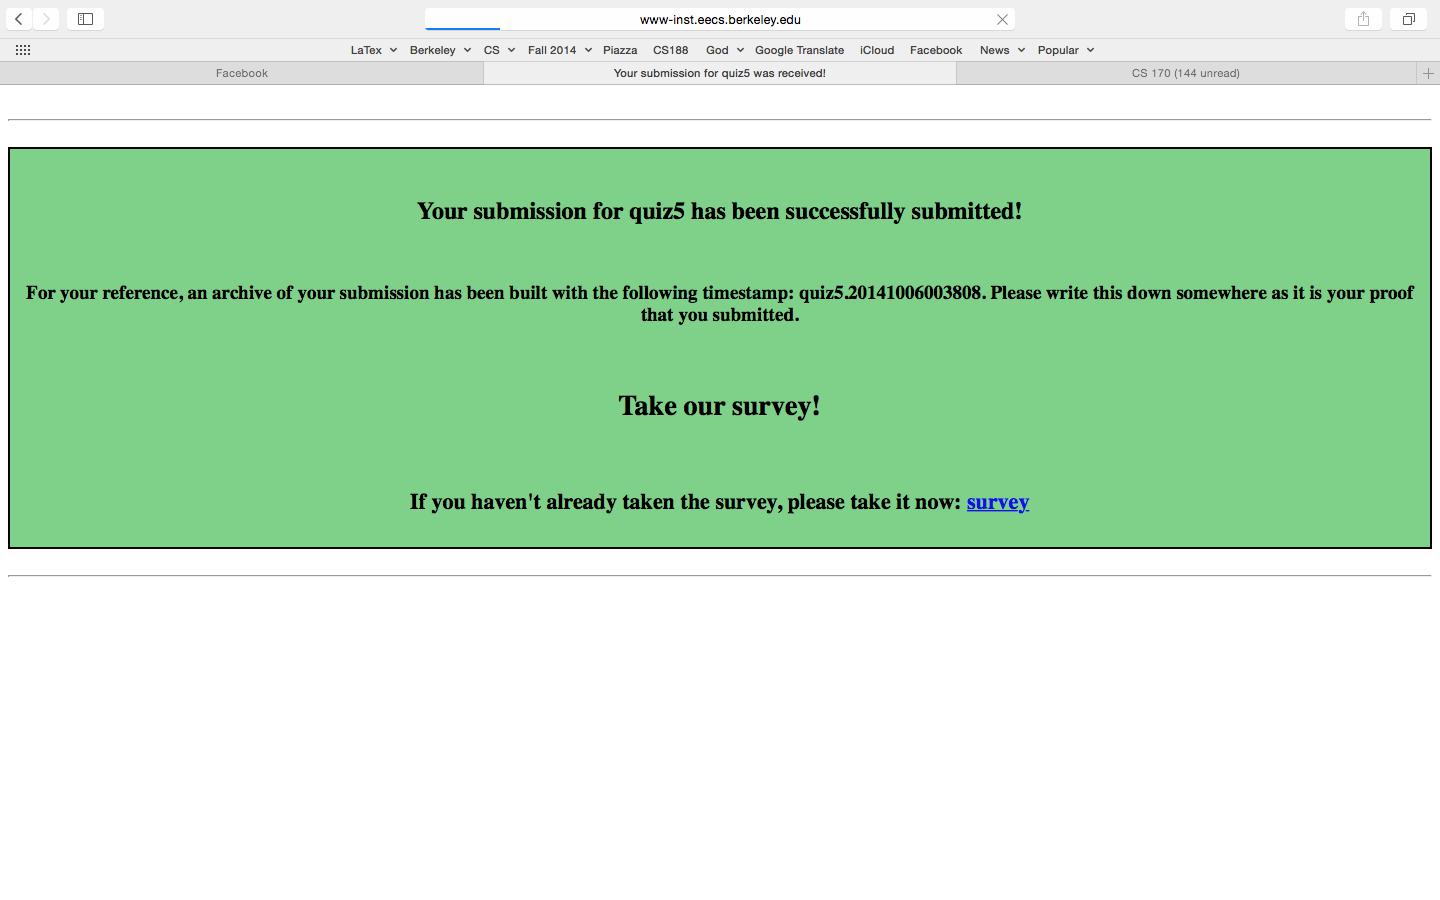 www-inst.eecs.berkeley.edu
LaTex Berkeley CS Fall 2014 Piazza CS188 God Google Translate iCloud Facebook News Popular
Facebook Your submission for quiz5 was received! CS 170 (144 unread)
Your submission for quiz5 has been successfully submitted!
For your reference, an archive of your submission has been built with the following timestamp: quiz5.20141006003808. Please write this down somewhere as it is your proof
that you submitted.
Take our survey!
If you haven't already taken the survey, please take it now: survey